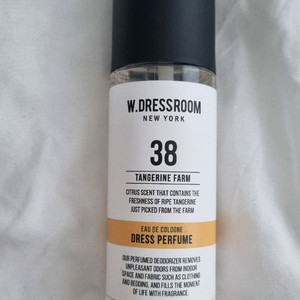 W.DRESSROOM
NEW YORK
38
TANGERINE FARM
CITRUS SCENT THAT CONTAINS THE
FRESHNESS OF RIPE TANGERINE
JUST PICKED FROM THE FARM
EAU DE COLOGNE
DRESS PERFUME
OUR PERFUMED DEODORIZER REMOVES
UNPLEASANT ODORS FROM INDOOR
SPACE AND FABRIC SUCH AS CLOTHING
AND BEDDING, AND FILLS THE MOMENT
OF LIFE WITH FRAGRANCE.